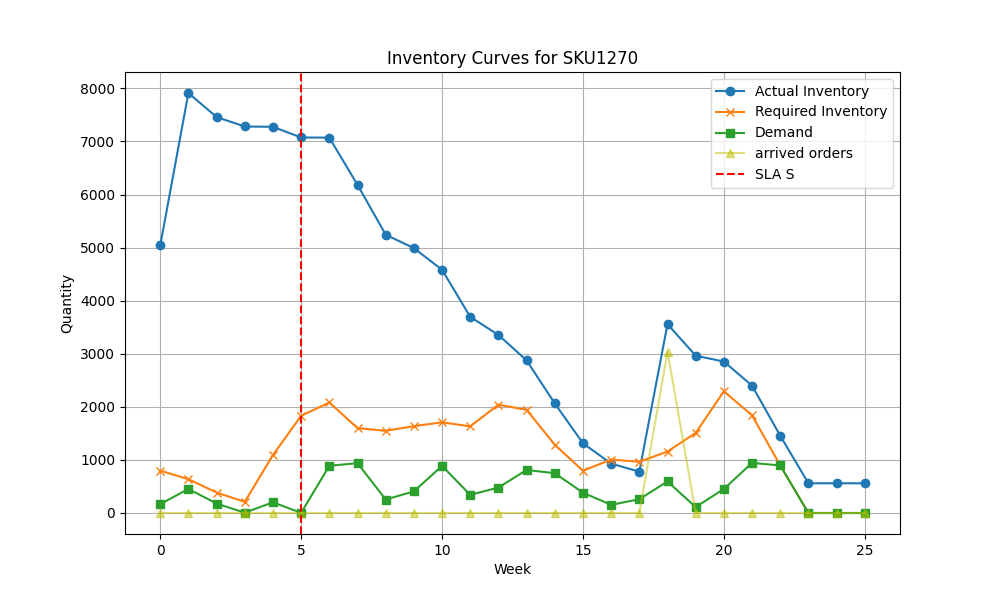 Inventory Curves for SKU1270
Actual Inventory
Required Inventory
Demand
arrived orders
SLA S
Quantity
8000
7000
6000
5000
4000
3000
2000
1000
0
0 5 10 15 20 25
Week